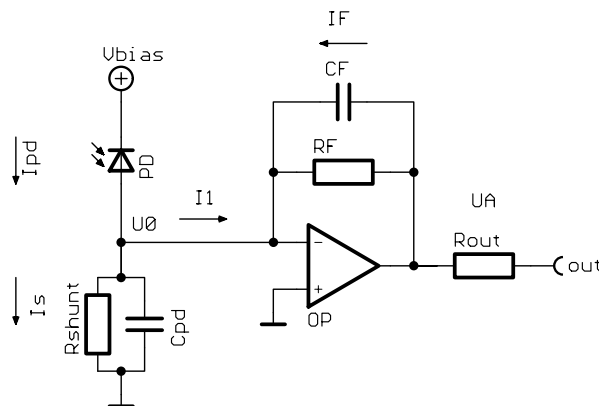 IF
Vbias
CF
Ipd
PD
RF
I1
UA
U0
Rout
out
Is
Rshunt
Cpd
OP